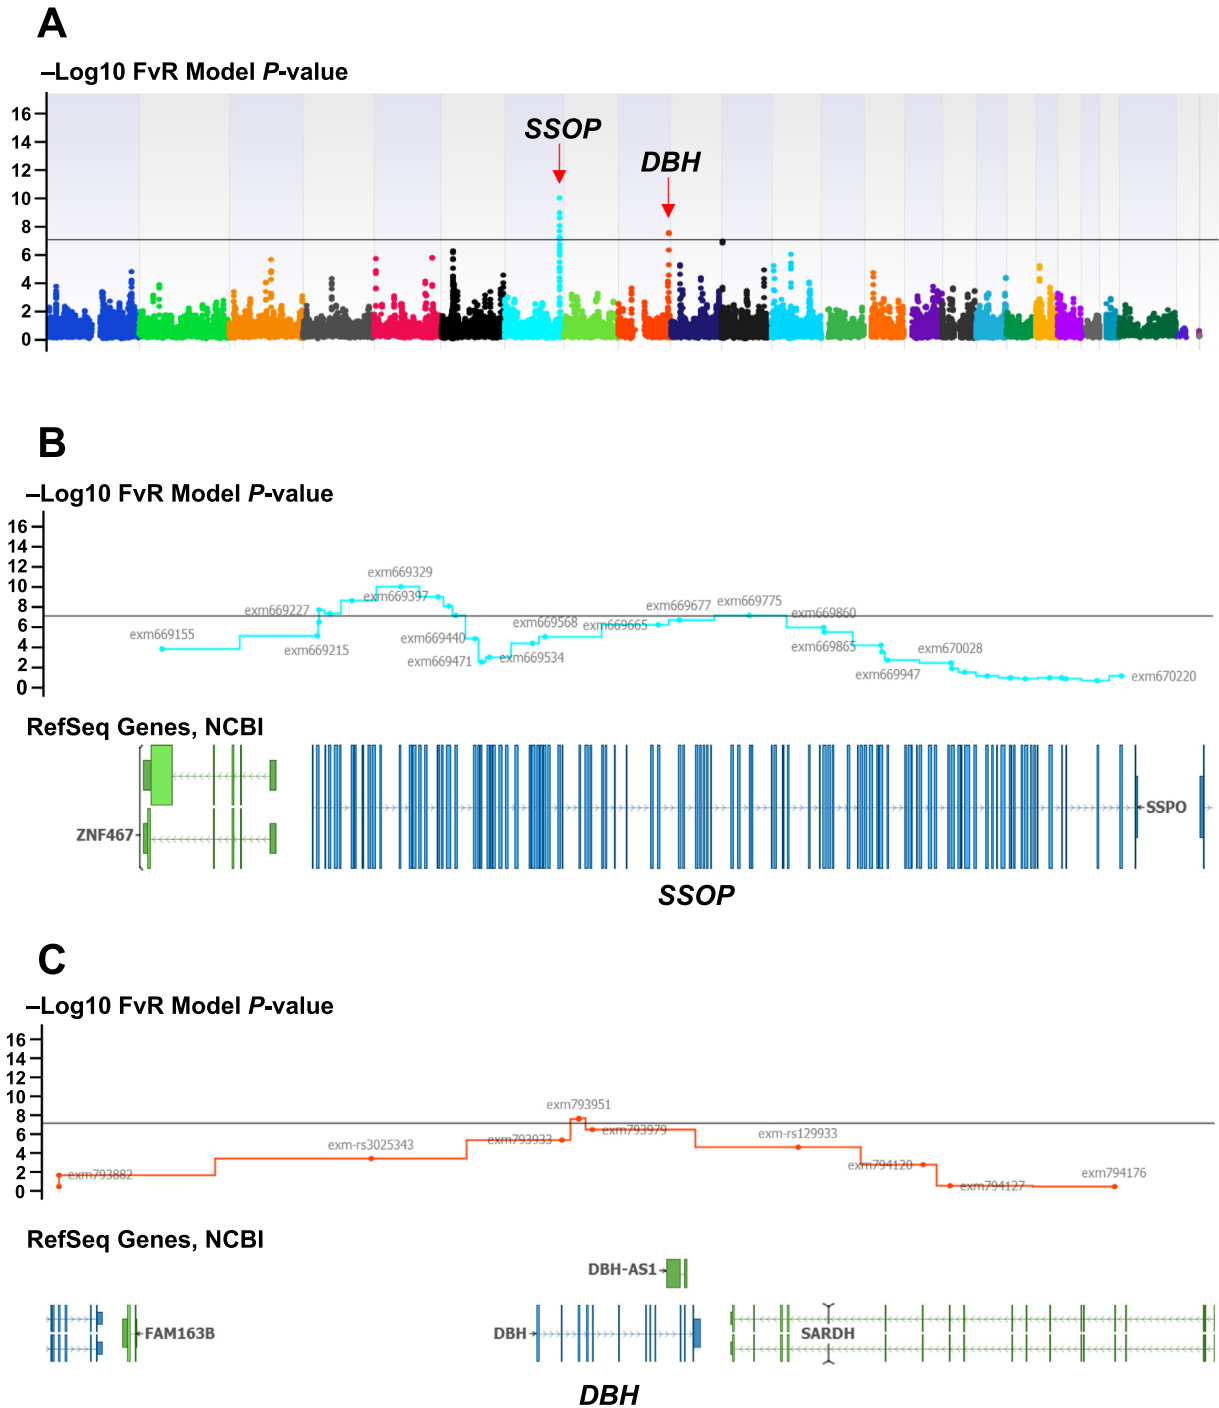 A
–Log10 FvR Model P-value
16
14
12
10
8
6
4
2
0
SSOP
DBH
B
–Log10 FvR Model P-value
16
14
12
10
8
6
4
2
0
exm669155
exm669227
exm669215
exm669329
exm669397
exm669440
exm669471
exm669534
exm669568
exm669665
exm669677
exm669775
exm669860
exm669865
exm669947
exm670028
exm670220
RefSeq Genes, NCBI
ZNF467
SSPO
SSOP
C
–Log10 FvR Model P-value
16
14
12
10
8
6
4
2
0
exm793882
exm-rs3025343
exm793933
exm793951
exm793979
exm-rs129933
exm794120
exm794127
exm794176
RefSeq Genes, NCBI
DBH-AS1
FAM163B
DBH
SARDH
DBH